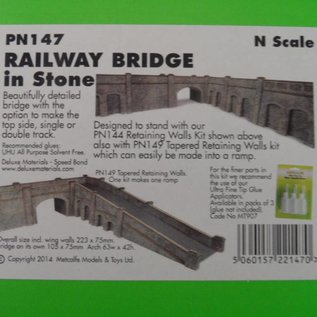 PN147
N Scale
RAILWAY BRIDGE
in Stone
Beautifully detailed
bridge with the
option to make the
top side, single or
double track.
Recommended glues:
UHU All Purpose Solvent Free.
Deluxe Materials - Speed Bond
www.deluxematerials.com
Designed to stand with our
PN144 Retaining Walls Kit shown above
also with PN149 Tapered Retaining Walls kit
which can easily be made into a ramp.
PN149 Tapered Retaining Walls.
One kit makes one ramp
For the finer parts in
this kit we recommend
the use of our
Ultra Fine Tip Glue
Applicators.
Available in packs of 3
(glue not included).
Code No MT907
Overall size incl. wing walls 223 x 75mm.
Bridge on its own 105 x 75mm. Arch 63w x 42h.
Copyright © 2014 Metcalfe Models & Toys Ltd.
5 060157 221470